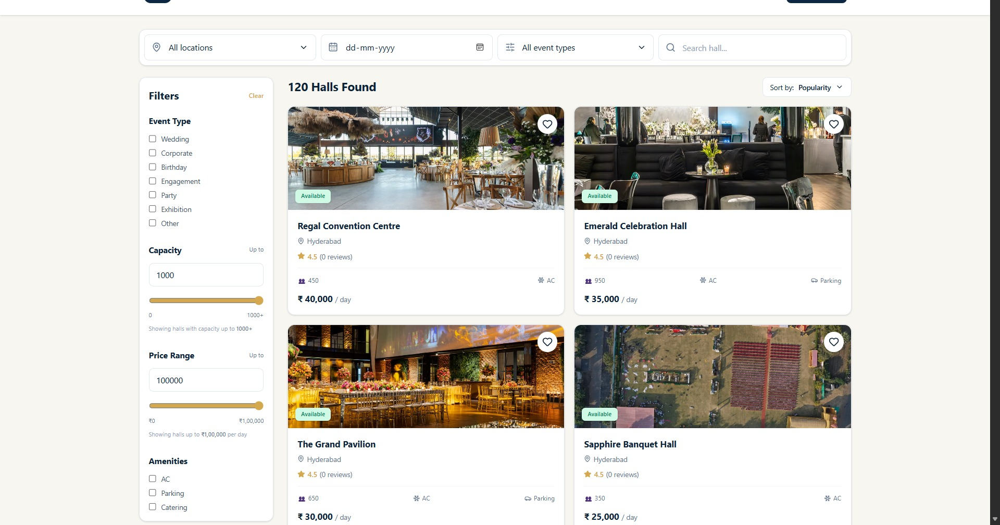 All locations
dd-mm-yyyy
All event types
Search hall...
Filters
Clear
Event Type
Wedding
Corporate
Birthday
Engagement
Party
Exhibition
Other
Capacity
Up to
1000
0
1000+
Showing halls with capacity up to 1000+
Price Range
Up to
100000
₹0
₹1,00,000
Showing halls up to ₹1,00,000 per day
Amenities
AC
Parking
Catering
120 Halls Found
Sort by: Popularity
Available
Regal Convention Centre
Hyderabad
4.5 (0 reviews)
450
AC
₹ 40,000 / day
Available
Emerald Celebration Hall
Hyderabad
4.5 (0 reviews)
950
AC
Parking
₹ 35,000 / day
Available
The Grand Pavilion
Hyderabad
4.5 (0 reviews)
650
AC
Parking
₹ 30,000 / day
Available
Sapphire Banquet Hall
Hyderabad
4.5 (0 reviews)
350
AC
₹ 25,000 / day